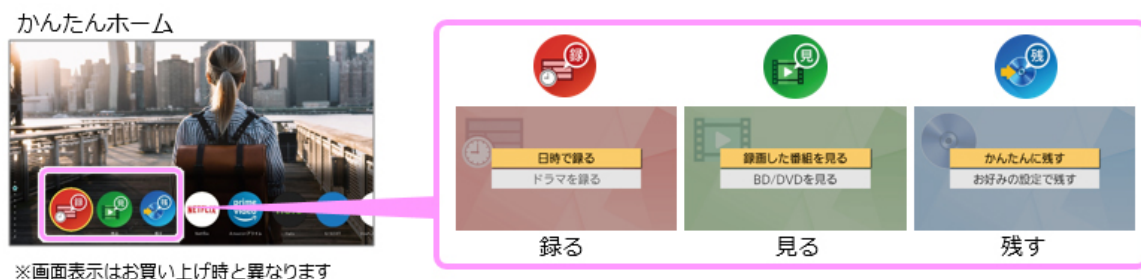 かんたんホーム
録
見
残
NETFLIX
prime video
録
見
残
日時で録る
ドラマを録る
録画した番組を見る
BD/DVDを見る
かんたんに残す
お好みの設定で残す
録る
見る
残す
※画面表示はお買い上げ時と異なります